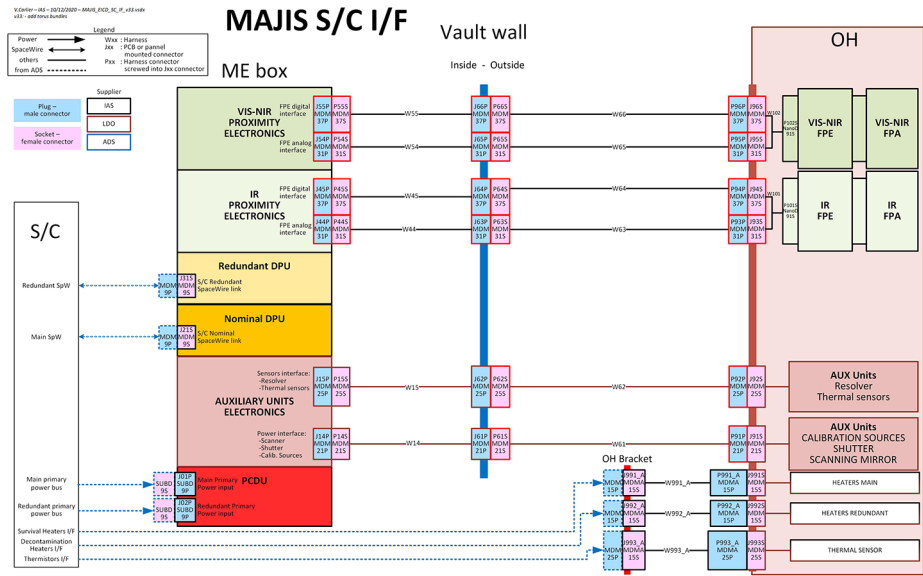 V.Carlier – IAS – 10/12/2020 – MAJIS_EICD_SC_IF_v33.vsdx
v33: - add torus bundles
MAJIS S/C I/F
Legend
Power
SpaceWire
others
from ADS
Wxx : Harness
Jxx : PCB or pannel
mounted connector
Pxx : Harness connector
screwed into Jxx connector
Plug –
male connector
Socket –
female connector
Supplier
IAS
LDO
ADS
ME box
Vault wall
Inside - Outside
OH
VIS-NIR
PROXIMITY
ELECTRONICS
FPE digital
interface
FPE analog
interface
J55P
MDM
37P
P55S
MDM
37S
W55
J66P
MDM
37P
P66S
MDM
37S
W66
P96P
MDM
37P
J96S
MDM
37S
J54P
MDM
31P
P54S
MDM
31S
W54
J65P
MDM
31P
P65S
MDM
31S
W65
P95P
MDM
31P
J95S
MDM
31S
W102
P102S
NanoD
91S
VIS-NIR
FPE
VIS-NIR
FPA
IR
PROXIMITY
ELECTRONICS
FPE digital
interface
FPE analog
interface
J45P
MDM
37P
P45S
MDM
37S
W45
J64P
MDM
37P
P64S
MDM
37S
W64
P94P
MDM
37P
J94S
MDM
37S
J44P
MDM
31P
P44S
MDM
31S
W44
J63P
MDM
31P
P63S
MDM
31S
W63
P93P
MDM
31P
J93S
MDM
31S
W101
P101S
NanoD
91S
IR
FPE
IR
FPA
S/C
Redundant SpW
MDM
9P
J31S
MDM
9S
Redundant DPU
S/C Redundant
SpaceWire link
Main SpW
MDM
9P
J21S
MDM
9S
Nominal DPU
S/C Nominal
SpaceWire link
AUXILIARY UNITS
ELECTRONICS
Sensors interface:
-Resolver
-Thermal sensors
J15P
MDM
25P
P15S
MDM
25S
W15
J62P
MDM
25P
P62S
MDM
25S
W62
P92P
MDM
25P
J92S
MDM
25S
AUX Units
Resolver
Thermal sensors
Power interface:
-Scanner
-Shutter
-Calib. Sources
J14P
MDM
21P
P14S
MDM
21S
W14
J61P
MDM
21P
P61S
MDM
21S
W61
P91P
MDM
21P
J91S
MDM
21S
AUX Units
CALIBRATION SOURCES
SHUTTER
SCANNING MIRROR
Main primary
power bus
SUBD
9S
J01P
SUBD
9P
Main Primary
Power input
PCDU
Redundant primary
power bus
SUBD
9S
J02P
SUBD
9P
Redundant Primary
Power input
Survival Heaters I/F
Decontamination
Heaters I/F
Thermistors I/F
OH Bracket
MDM
15P
J991_A
MDMA
15S
W991_A
P991_A
MDMA
15P
J991S
MDM
15S
HEATERS MAIN
MDM
15P
J992_A
MDMA
15S
W992_A
P992_A
MDMA
15P
J992S
MDM
15S
HEATERS REDUNDANT
MDM
25P
J993_A
MDMA
25S
W993_A
P993_A
MDMA
25P
J993S
MDM
25S
THERMAL SENSOR